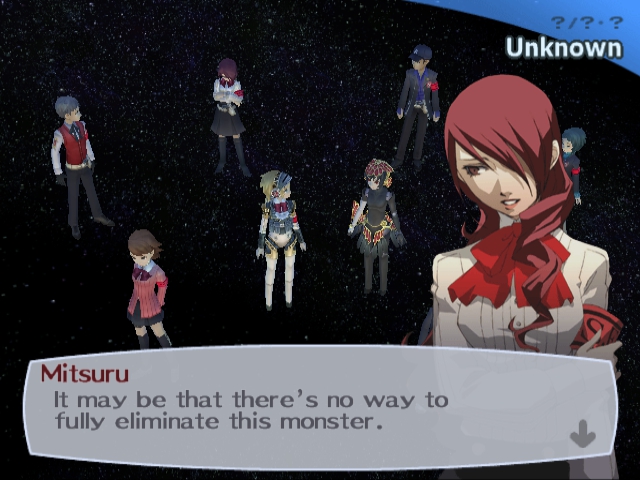 ?/?·?
Unknown
Mitsuru
It may be that there's no way to
fully eliminate this monster.